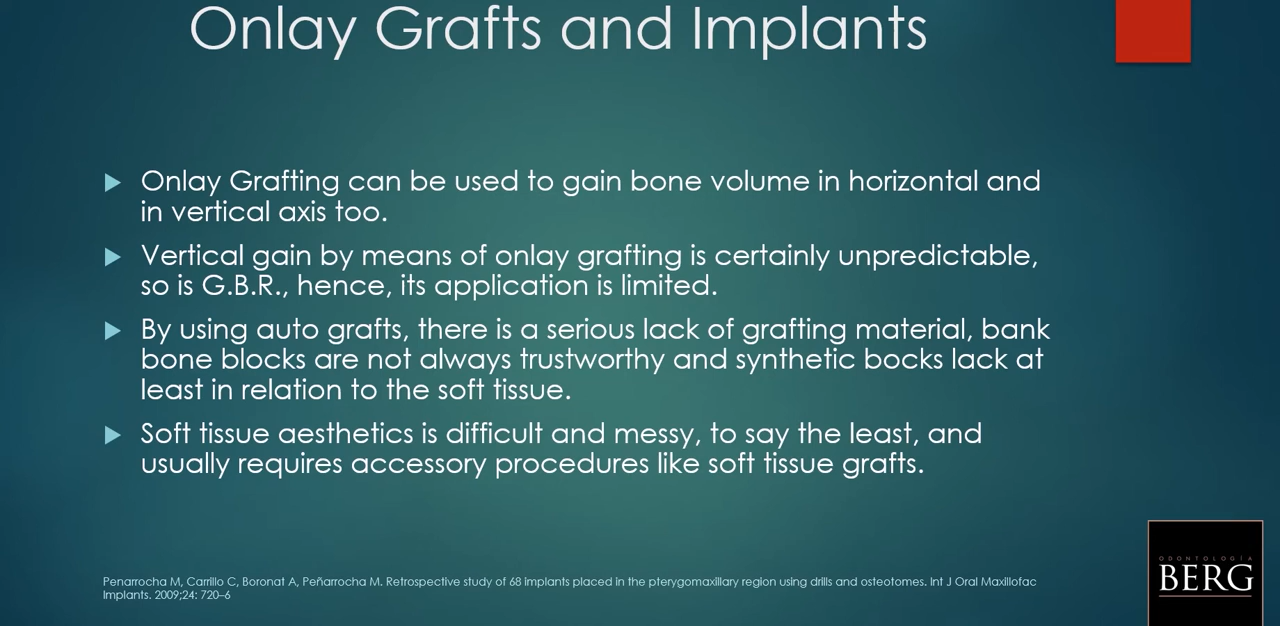 Onlay Grafts and Implants
Onlay Grafting can be used to gain bone volume in horizontal and
in vertical axis too.
Vertical gain by means of onlay grafting is certainly unpredictable,
so is G.B.R., hence, its application is limited.
By using auto grafts, there is a serious lack of grafting material, bank
bone blocks are not always trustworthy and synthetic bocks lack at
least in relation to the soft tissue.
Soft tissue aesthetics is difficult and messy, to say the least, and
usually requires accessory procedures like soft tissue grafts.
Penarrocha M, Carrillo C, Boronat A, Peñarrocha M. Retrospective study of 68 implants placed in the pterygomaxillary region using drills and osteotomes. Int J Oral Maxillofac
Implants. 2009;24: 720–6
ODONTOLOGÍA
BERG